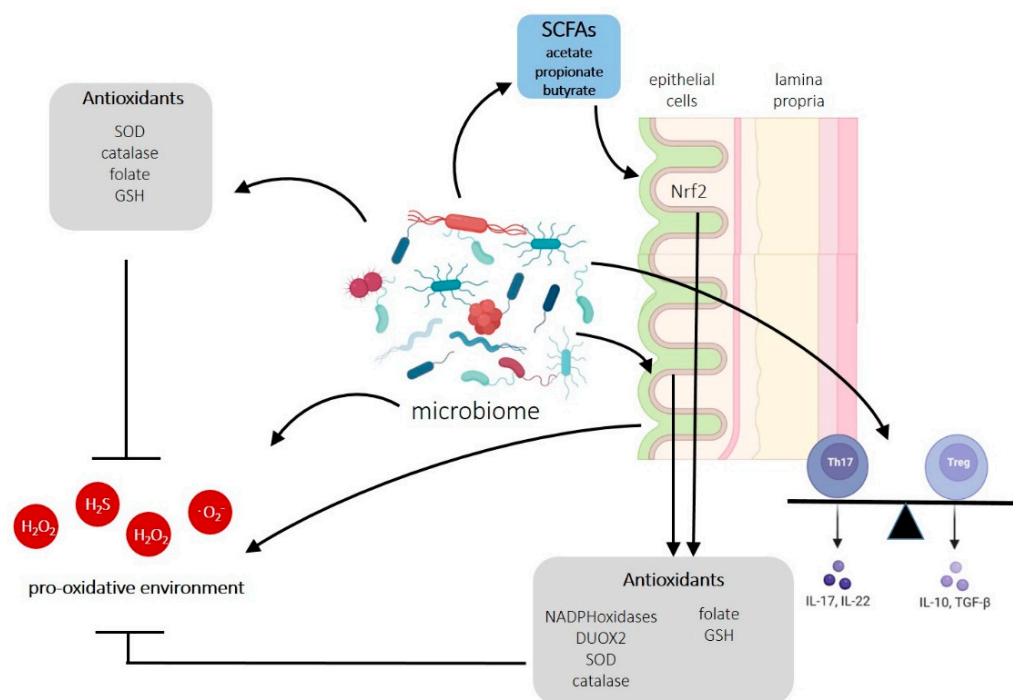 SCFAs
acetate
propionate
butyrate
epithelial
cells
lamina
propria
Antioxidants
SOD
catalase
folate
GSH
Nrf2
microbiome
Th17
Treg
IL-17, IL-22
IL-10, TGF-β
H₂O₂
H₂S
H₂O₂
·O₂⁻
pro-oxidative environment
Antioxidants
NADPHoxidases
DUOX2
SOD
catalase
folate
GSH